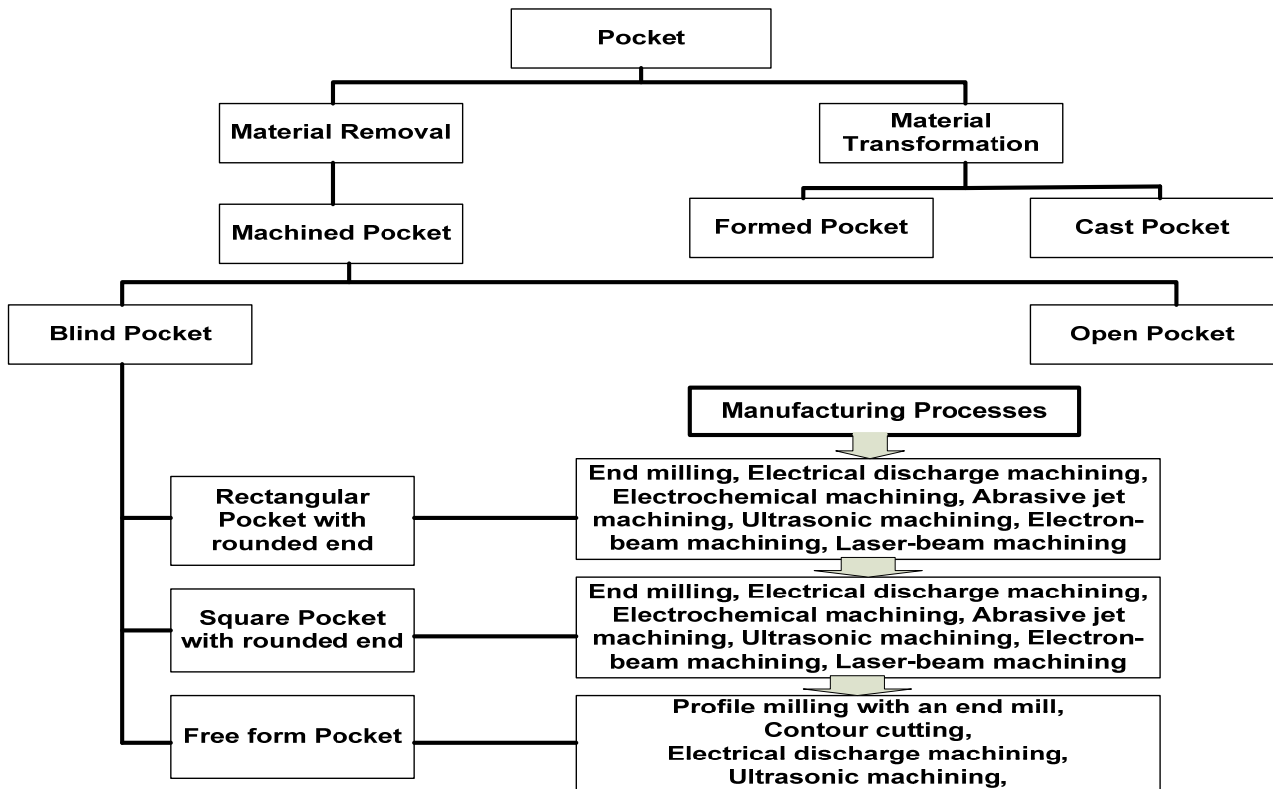 Pocket
Material Removal
Material
Transformation
Machined Pocket
Formed Pocket
Cast Pocket
Blind Pocket
Open Pocket
Manufacturing Processes
Rectangular
Pocket with
rounded end
End milling, Electrical discharge machining,
Electrochemical machining, Abrasive jet
machining, Ultrasonic machining, Electron-
beam machining, Laser-beam machining
Square Pocket
with rounded end
End milling, Electrical discharge machining,
Electrochemical machining, Abrasive jet
machining, Ultrasonic machining, Electron-
beam machining, Laser-beam machining
Free form Pocket
Profile milling with an end mill,
Contour cutting,
Electrical discharge machining,
Ultrasonic machining,